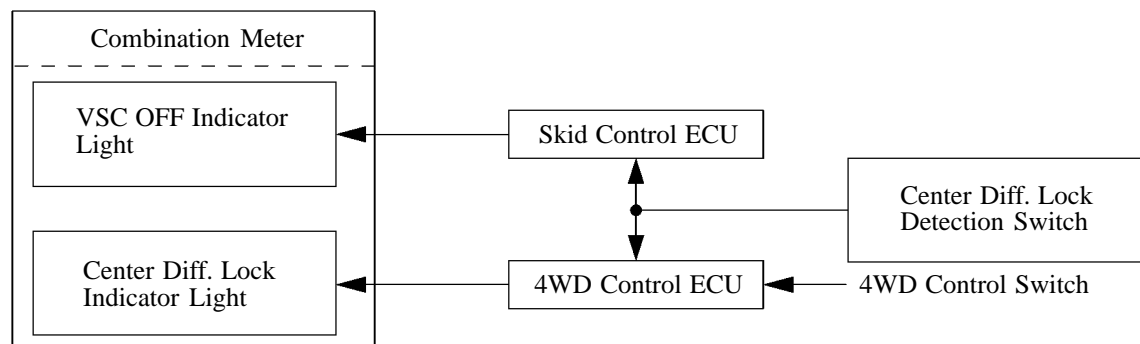 Combination Meter
VSC OFF Indicator
Light
Skid Control ECU
Center Diff. Lock
Detection Switch
Center Diff. Lock
Indicator Light
4WD Control ECU
4WD Control Switch